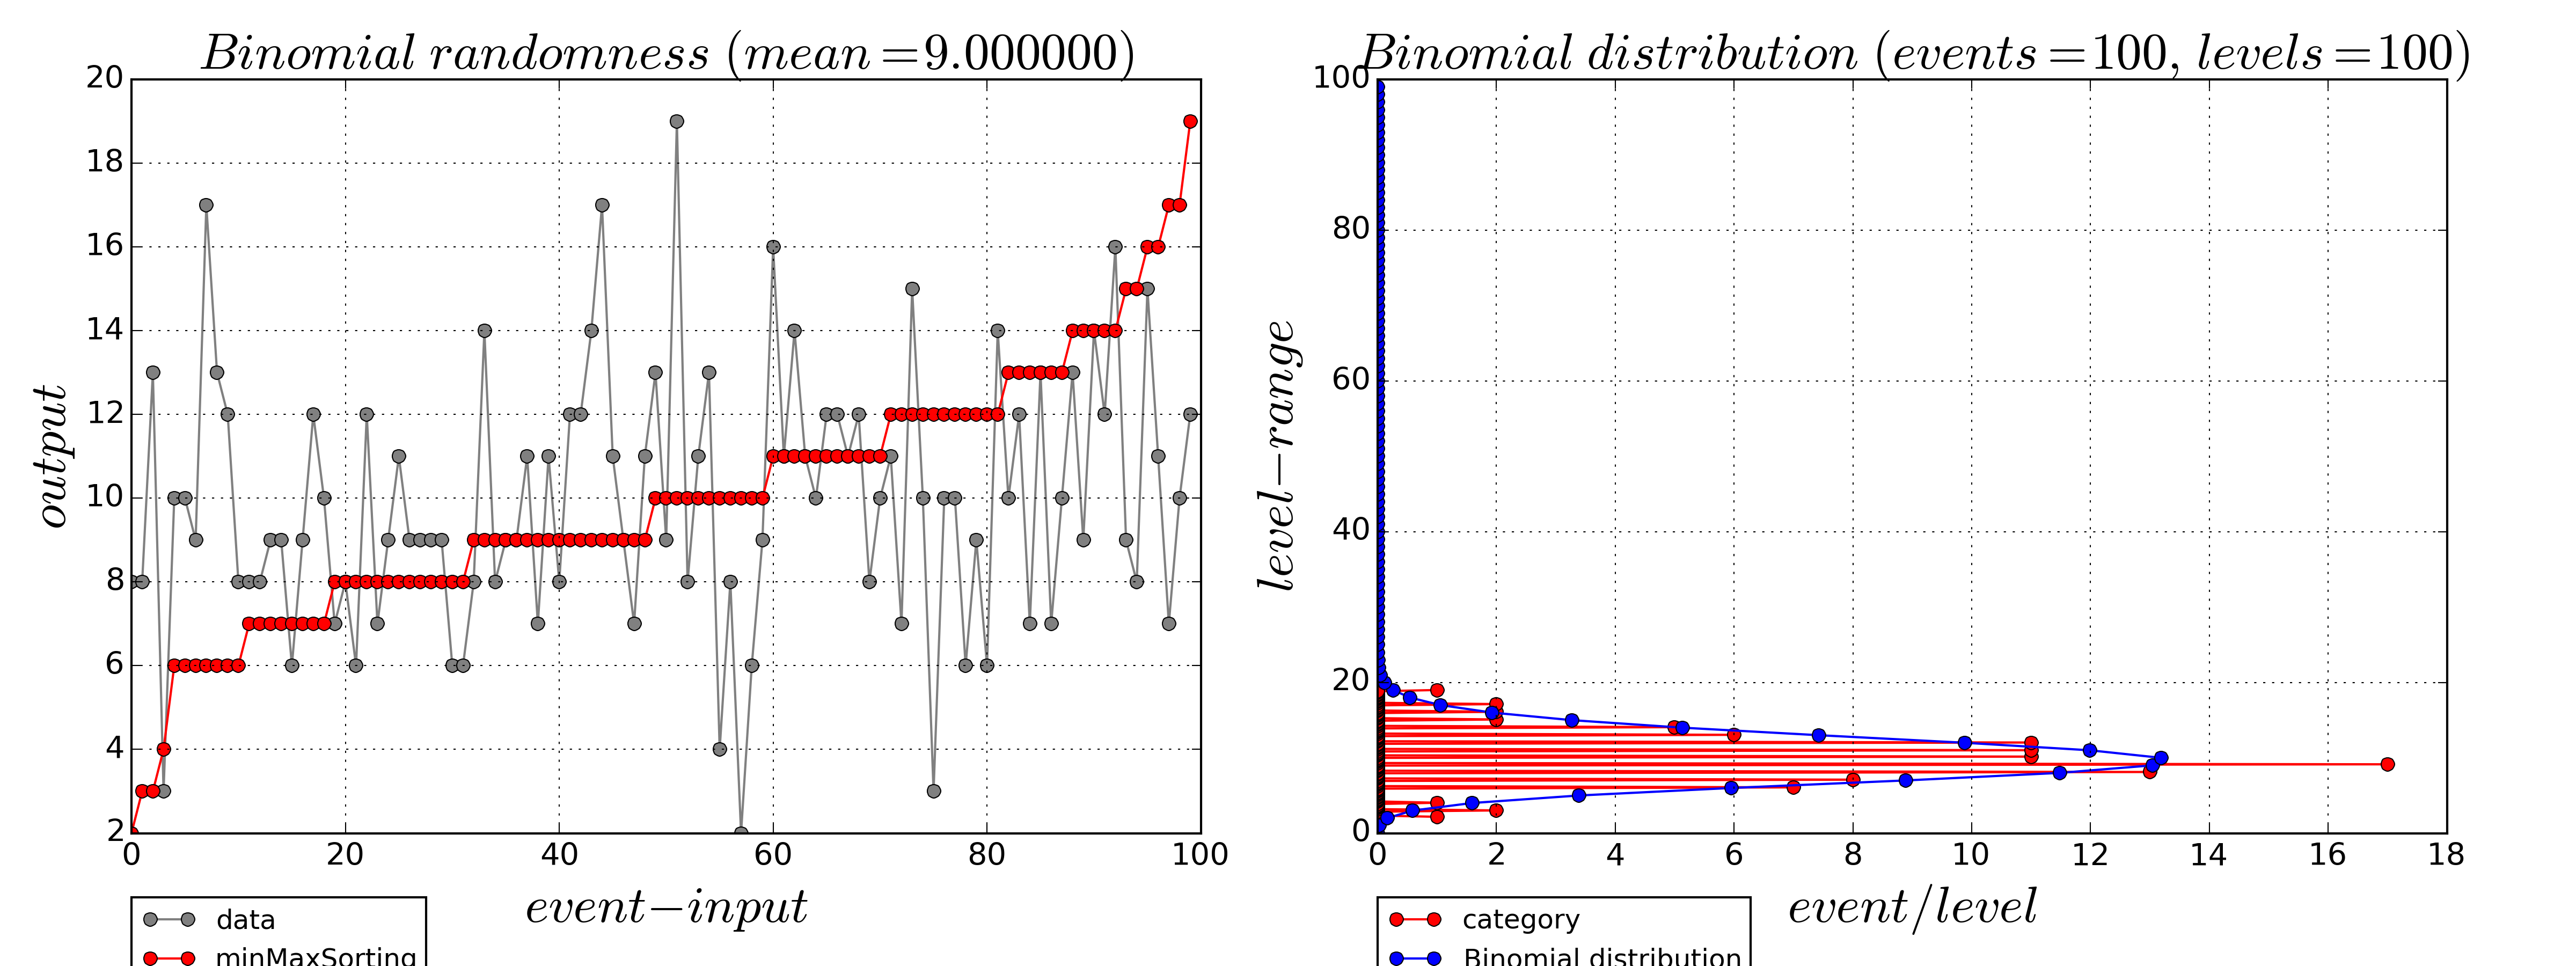 Binomial randomness (mean=9.000000)
20
18
16
14
12
10
8
6
4
2
output
0 20 40 60 80 100
event−input
data
minMaxSorting
Binomial distribution (events=100, levels=100)
100
80
60
40
20
0
level−range
0 2 4 6 8 10 12 14 16 18
event/level
category
Binomial distribution